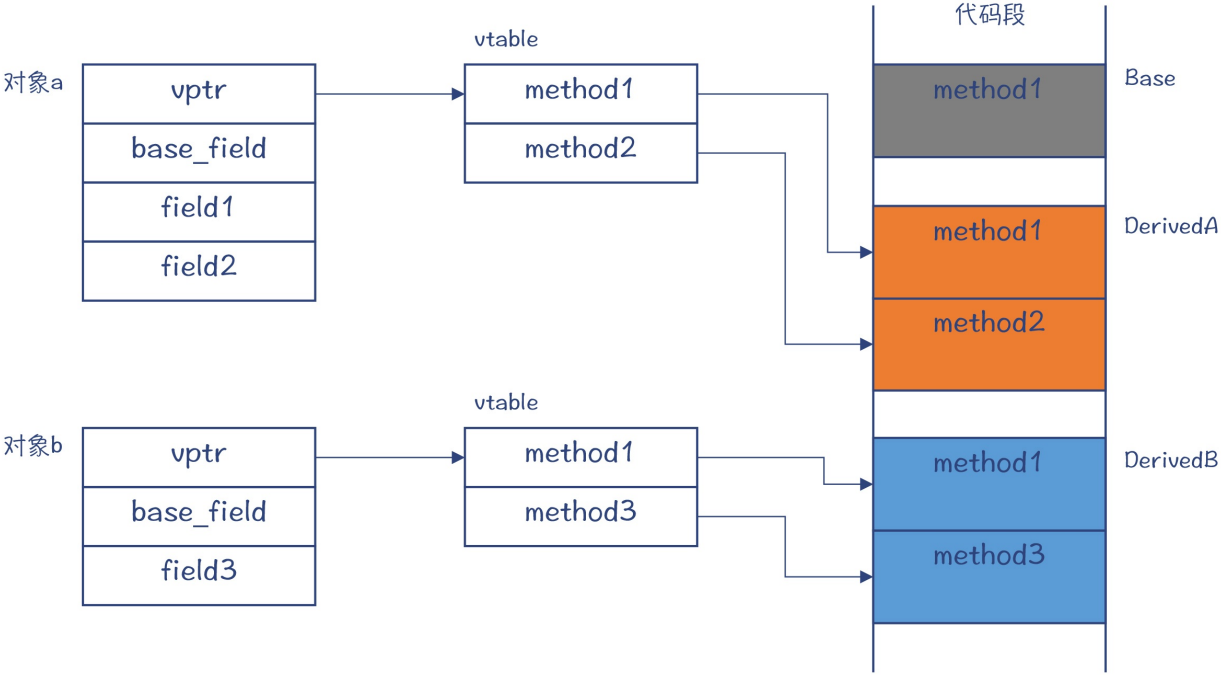 代码段
vtable
对象a
vptr
base_field
field1
field2
method1
method2
method1
Base
method1
method2
DerivedA
vtable
对象b
vptr
base_field
field3
method1
method3
method1
method3
DerivedB